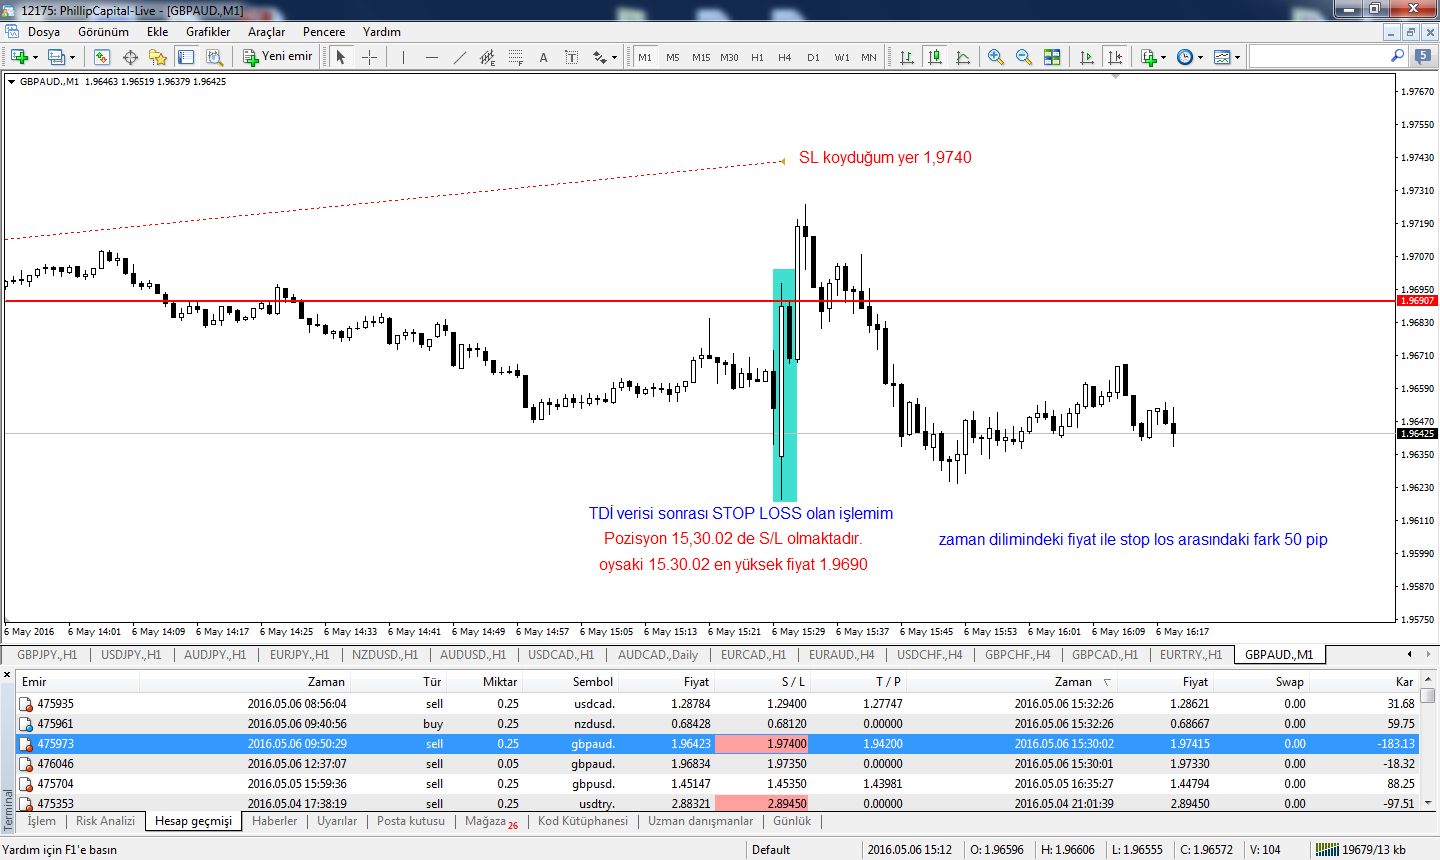 12175: PhillipCapital-Live - [GBPAUD.,M1]
Dosya Görünüm Ekle Grafikler Araçlar Pencere Yardım
Yeni emir M1 M5 M15 M30 H1 H4 D1 W1 MN 5
GBPAUD.,M1 1.96463 1.96519 1.96379 1.96425
1.97670
1.97550
SL koyduğum yer 1,9740
1.97430
1.97310
1.97190
1.97070
1.96950
1.96907
1.96830
1.96710
1.96590
1.96470
1.96425
1.96350
1.96230
TDİ verisi sonrası STOP LOSS olan işlemim
1.96110
Pozisyon 15,30.02 de S/L olmaktadır.
zaman dilimindeki fiyat ile stop los arasındaki fark 50 pip
1.95990
oysaki 15.30.02 en yüksek fiyat 1.9690
1.95870
1.95750
6 May 2016 6 May 14:01 6 May 14:09 6 May 14:17 6 May 14:25 6 May 14:33 6 May 14:41 6 May 14:49 6 May 14:57 6 May 15:05 6 May 15:13 6 May 15:21 6 May 15:29 6 May 15:37 6 May 15:45 6 May 15:53 6 May 16:01 6 May 16:09 6 May 16:17
GBPJPY.,H1 USDJPY.,H1 AUDJPY.,H1 EURJPY.,H1 NZDUSD.,H1 AUDUSD.,H1 USDCAD.,H1 AUDCAD.,Daily EURCAD.,H1 EURAUD.,H4 USDCHF.,H4 GBPCHF.,H4 GBPCAD.,H1 EURTRY.,H1 GBPAUD.,M1
Emir Zaman Tür Miktar Sembol Fiyat S / L T / P Zaman Fiyat Swap Kar
475935 2016.05.06 08:56:04 sell 0.25 usdcad. 1.28784 1.29400 1.27747 2016.05.06 15:32:26 1.28621 0.00 31.68
475961 2016.05.06 09:40:56 buy 0.25 nzdusd. 0.68428 0.68120 0.00000 2016.05.06 15:32:26 0.68667 0.00 59.75
475973 2016.05.06 09:50:29 sell 0.25 gbpaud. 1.96423 1.97400 1.94200 2016.05.06 15:30:02 1.97415 0.00 -183.13
476046 2016.05.06 12:37:07 sell 0.05 gbpaud. 1.96834 1.97350 0.00000 2016.05.06 15:30:01 1.97330 0.00 -18.32
475704 2016.05.05 15:59:36 sell 0.25 gbpusd. 1.45147 1.45350 1.43981 2016.05.05 16:35:27 1.44794 0.00 88.25
475353 2016.05.04 17:38:19 sell 0.25 usdtry. 2.88321 2.89450 0.00000 2016.05.04 21:01:39 2.89450 0.00 -97.51
Terminal
İşlem Risk Analizi Hesap geçmişi Haberler Uyarılar Posta kutusu Mağaza 26 Kod Kütüphanesi Uzman danışmanlar Günlük
Yardım için F1'e basın Default 2016.05.06 15:12 O: 1.96596 H: 1.96606 L: 1.96555 C: 1.96572 V: 104 19679/13 kb